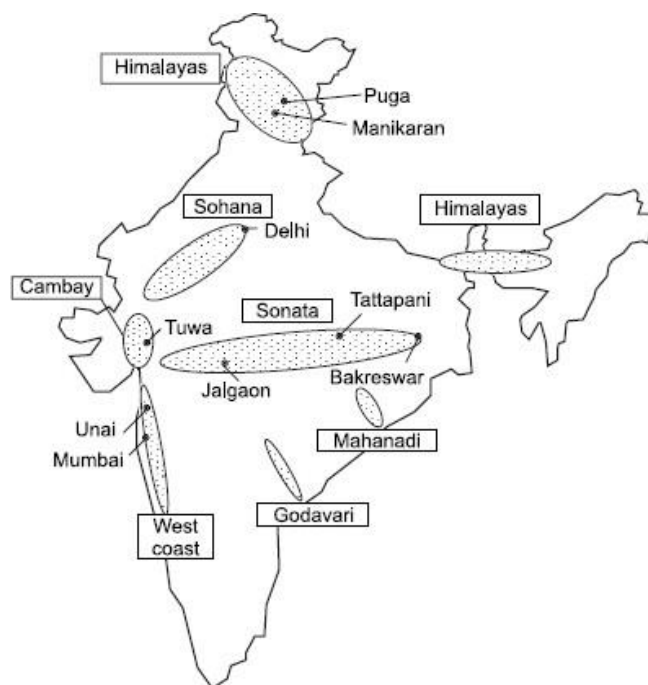 Himalayas
Puga
Manikaran
Sohana
Delhi
Himalayas
Cambay
Tuwa
Sonata
Tattapani
Jalgaon
Bakreswar
Unai
Mumbai
Mahanadi
Godavari
West
coast